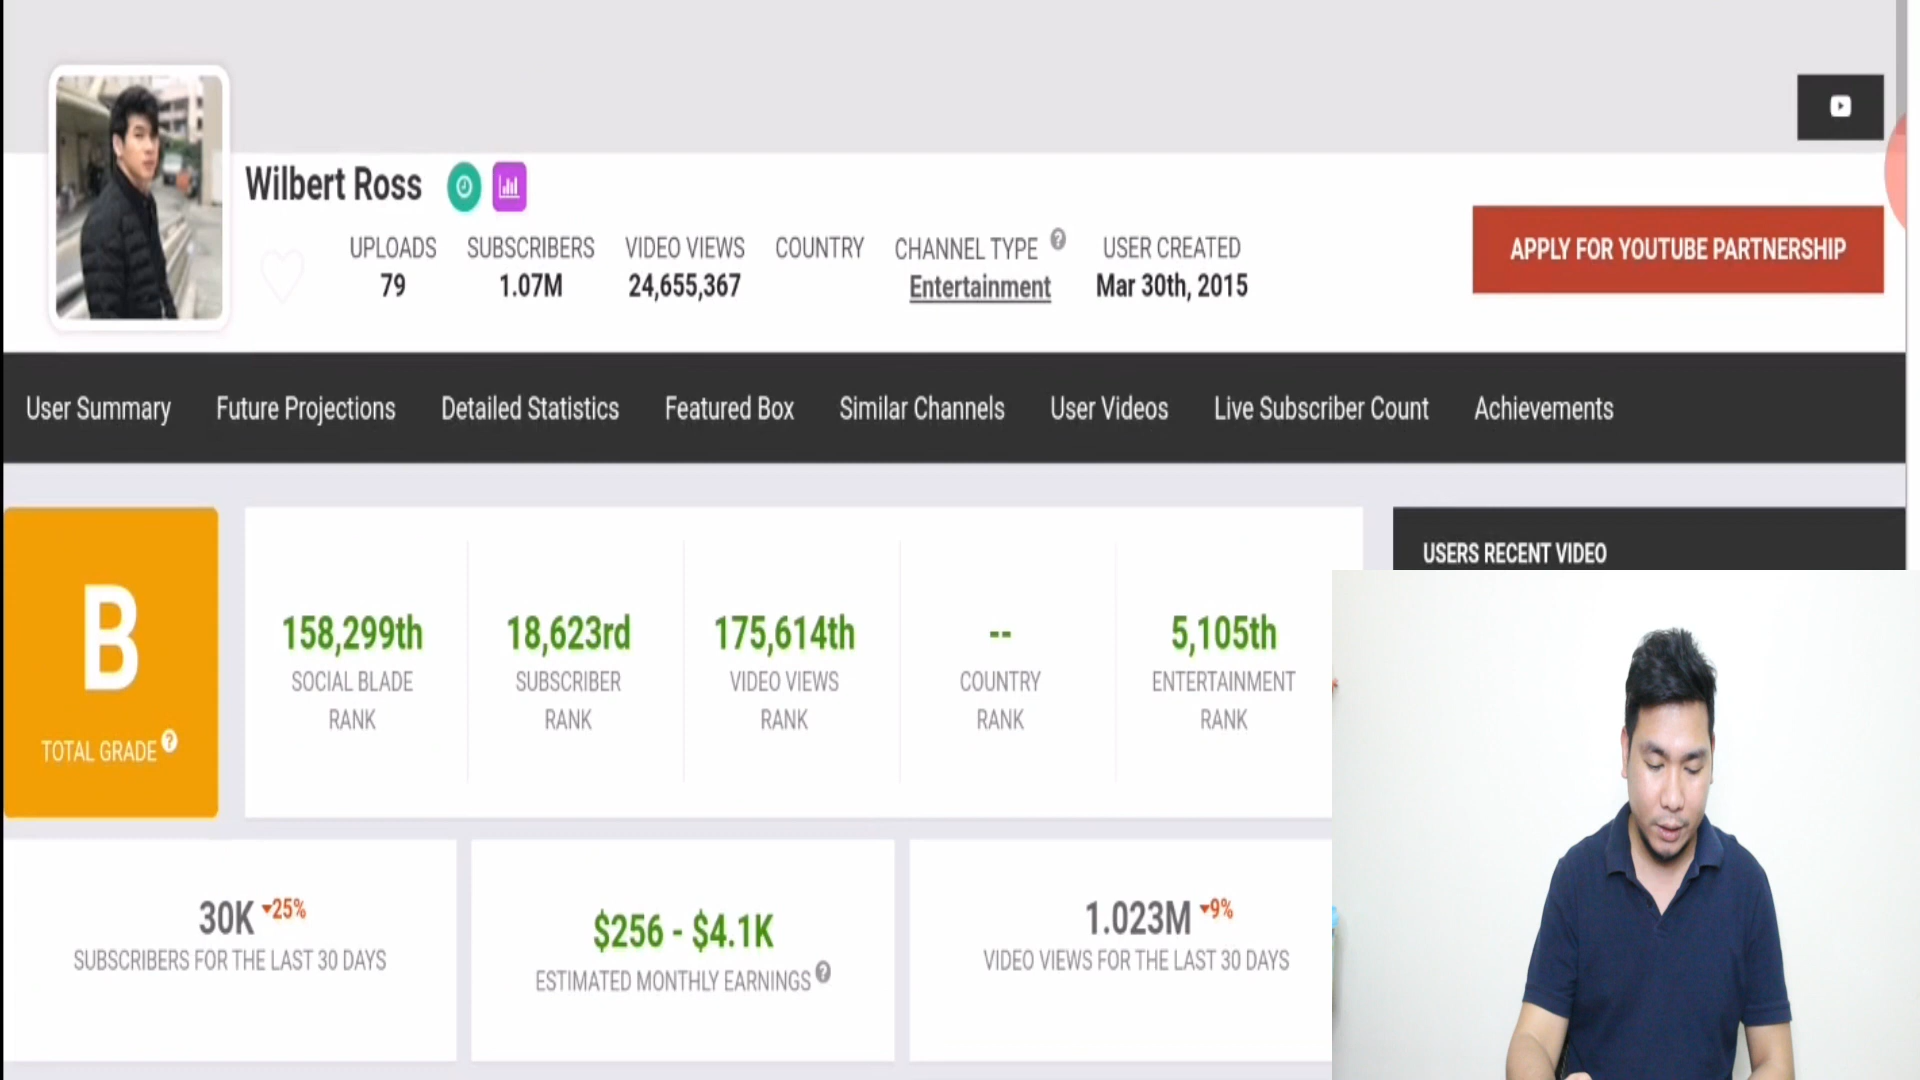 Wilbert Ross
UPLOADS SUBSCRIBERS VIDEO VIEWS COUNTRY CHANNEL TYPE ? USER CREATED
79 1.07M 24,655,367 Entertainment Mar 30th, 2015
APPLY FOR YOUTUBE PARTNERSHIP
User Summary Future Projections Detailed Statistics Featured Box Similar Channels User Videos Live Subscriber Count Achievements
USERS RECENT VIDEO
B
TOTAL GRADE ?
158,299th 18,623rd 175,614th -- 5,105th
SOCIAL BLADE SUBSCRIBER VIDEO VIEWS COUNTRY ENTERTAINMENT
RANK RANK RANK RANK RANK
30K 25% $256 - $4.1K 1.023M 9%
SUBSCRIBERS FOR THE LAST 30 DAYS ESTIMATED MONTHLY EARNINGS ? VIDEO VIEWS FOR THE LAST 30 DAYS